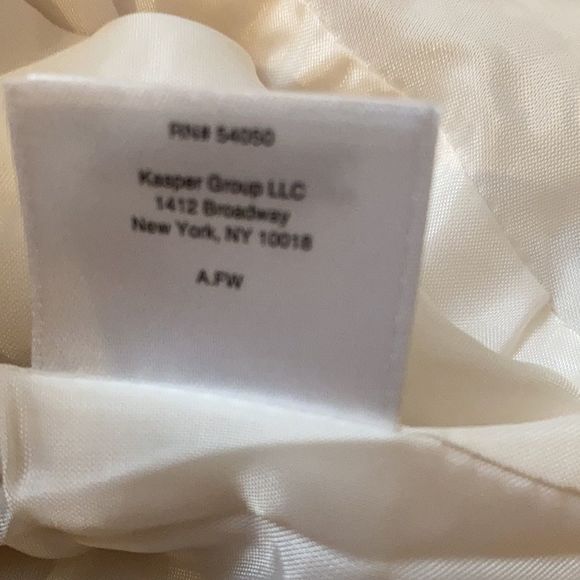 RN# 54050
Kasper Group LLC
1412 Broadway
New York, NY 10018
A.FW